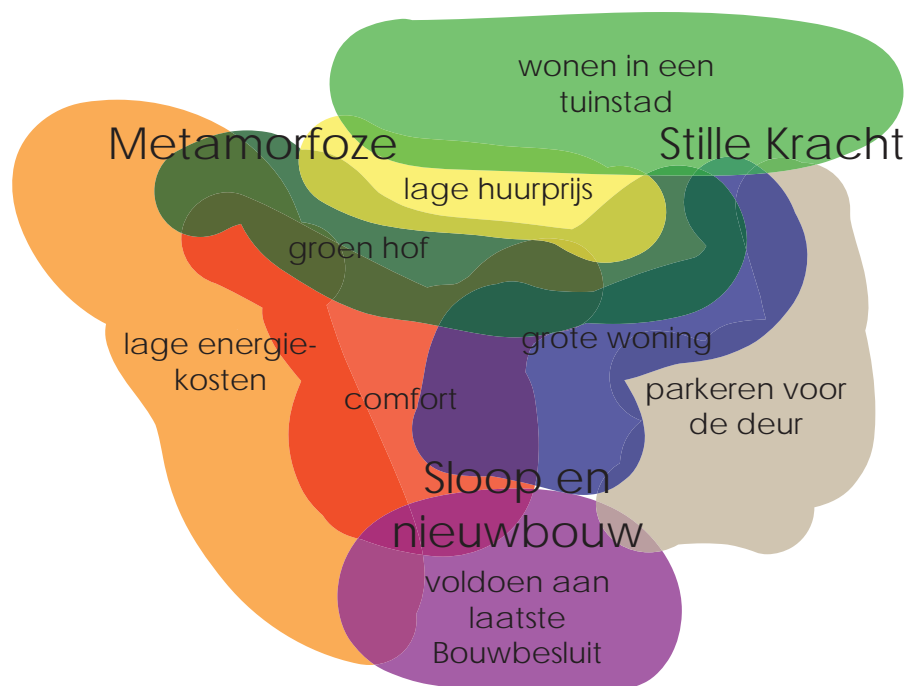 wonen in een
tuinstad
Metamorfoze
Stille Kracht
lage huurprijs
groen hof
lage energie-
kosten
grote woning
comfort
parkeren voor
de deur
Sloop en
nieuwbouw
voldoen aan
laatste
Bouwbesluit